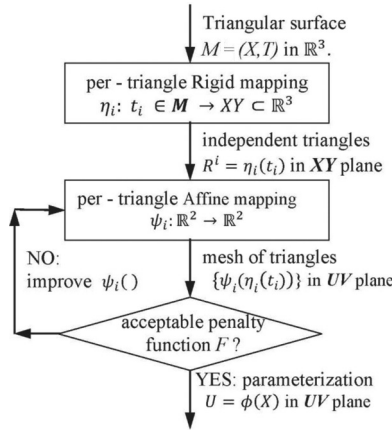 Triangular surface
M = (X,T) in ℝ³.
per - triangle Rigid mapping
ηᵢ: tᵢ ∈ M → XY ⊂ ℝ³
independent triangles
Rⁱ = ηᵢ(tᵢ) in XY plane
per - triangle Affine mapping
ψᵢ: ℝ² → ℝ²
NO:
improve ψᵢ()
mesh of triangles
{ψᵢ(ηᵢ(tᵢ))} in UV plane
acceptable penalty
function F ?
YES: parameterization
U = ϕ(X) in UV plane